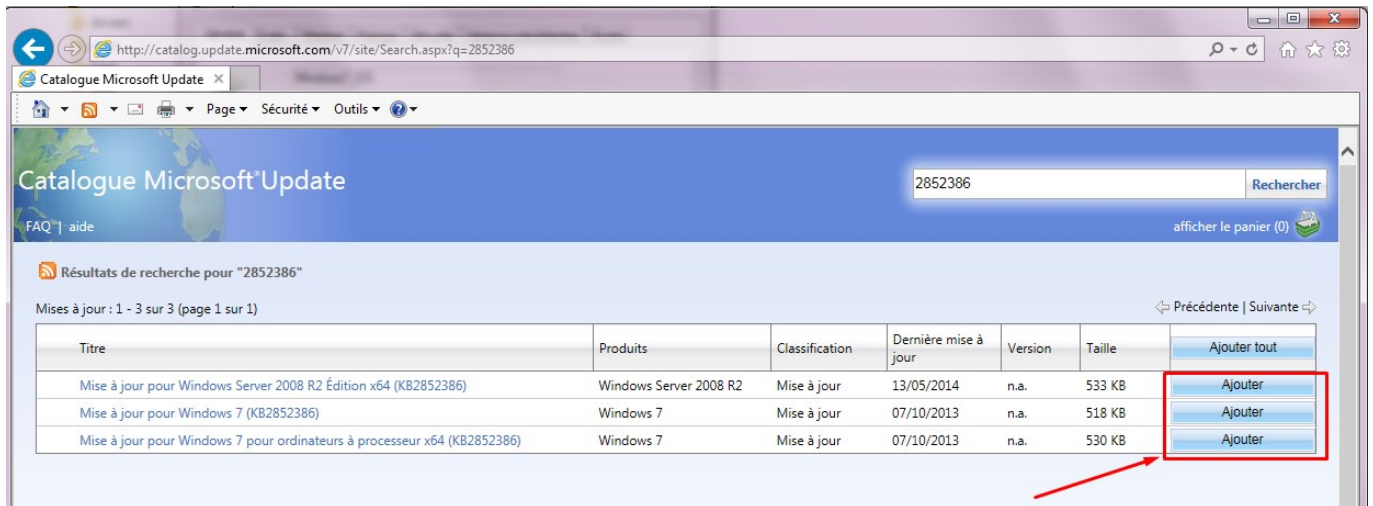 http://catalog.update.microsoft.com/v7/site/Search.aspx?q=2852386
Catalogue Microsoft Update
Page Sécurité Outils
Catalogue Microsoft®Update
2852386 Rechercher
FAQ | aide afficher le panier (0)
Résultats de recherche pour "2852386"
Mises à jour : 1 - 3 sur 3 (page 1 sur 1) Précédente | Suivante
Titre Produits Classification Dernière mise à jour Version Taille Ajouter tout
Mise à jour pour Windows Server 2008 R2 Édition x64 (KB2852386) Windows Server 2008 R2 Mise à jour 13/05/2014 n.a. 533 KB Ajouter
Mise à jour pour Windows 7 (KB2852386) Windows 7 Mise à jour 07/10/2013 n.a. 518 KB Ajouter
Mise à jour pour Windows 7 pour ordinateurs à processeur x64 (KB2852386) Windows 7 Mise à jour 07/10/2013 n.a. 530 KB Ajouter